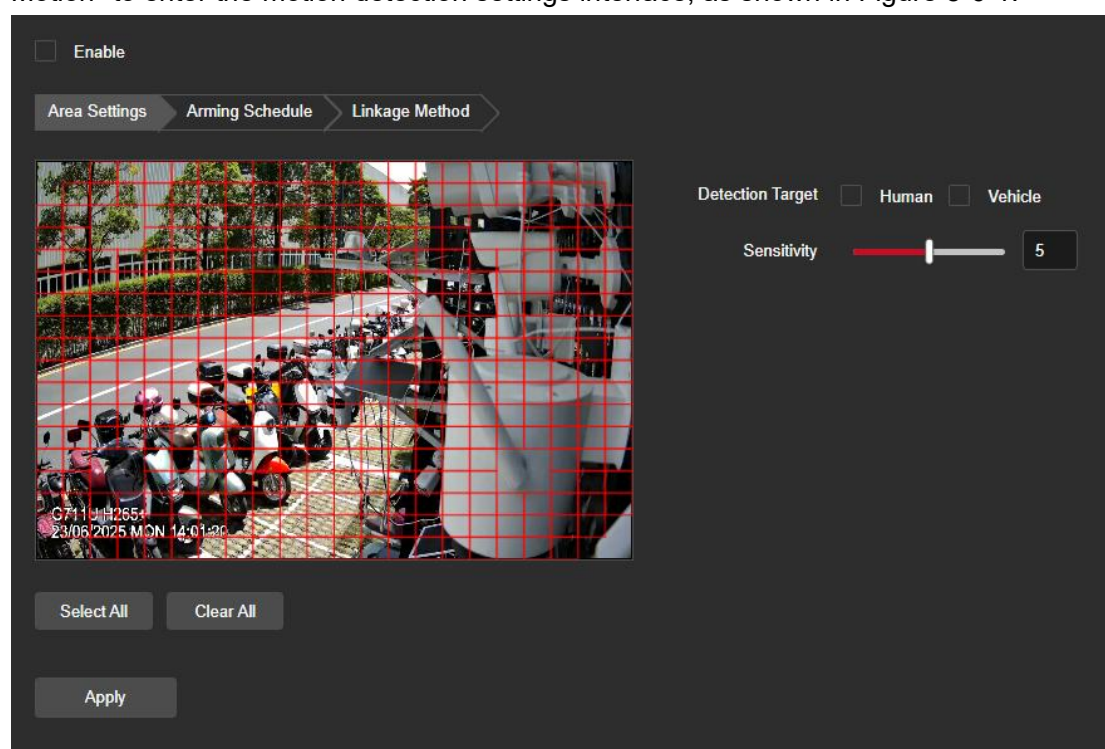 Enable
Area Settings Arming Schedule Linkage Method
Detection Target Human Vehicle
Sensitivity 5
G711U H265+
23/06/2025 MON 14:01:20
Select All Clear All
Apply